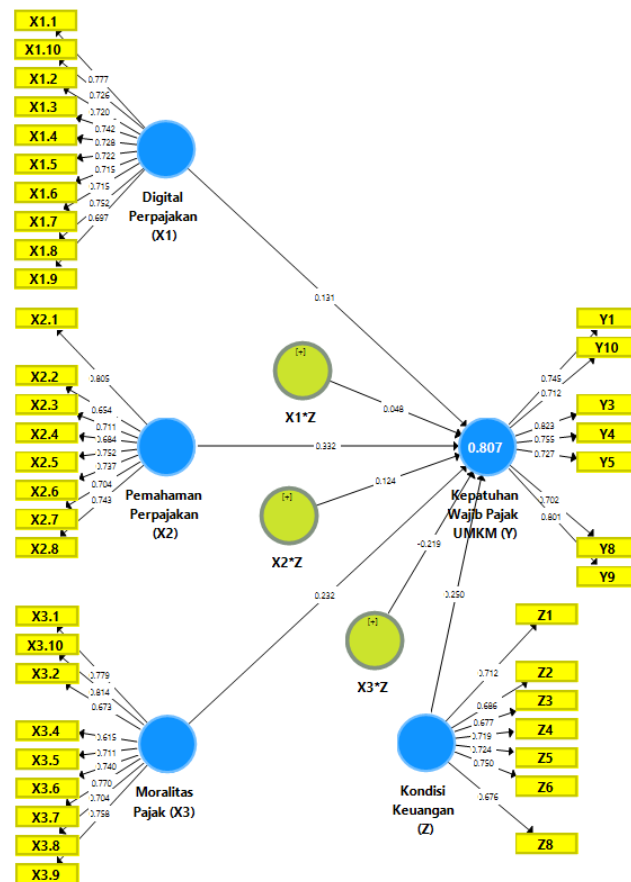 X1.1
X1.10
X1.2
X1.3
X1.4
X1.5
X1.6
X1.7
X1.8
X1.9
0.777
0.726
0.720
0.742
0.728
0.722
0.715
0.715
0.752
0.697
Digital
Perpajakan
(X1)
0.131
X2.1
X2.2
X2.3
X2.4
X2.5
X2.6
X2.7
X2.8
0.805
0.654
0.711
0.684
0.752
0.737
0.704
0.743
Pemahaman
Perpajakan
(X2)
0.332
[+]
X1*Z
0.048
[+]
X2*Z
0.124
[+]
X3*Z
-0.219
0.807
Kepatuhan
Wajib Pajak
UMKM (Y)
0.745
0.712
0.823
0.755
0.727
0.702
0.801
Y1
Y10
Y3
Y4
Y5
Y8
Y9
X3.1
X3.10
X3.2
X3.4
X3.5
X3.6
X3.7
X3.8
X3.9
0.779
0.814
0.673
0.615
0.711
0.740
0.770
0.704
0.758
Moralitas
Pajak (X3)
0.232
0.250
Kondisi
Keuangan
(Z)
0.712
0.686
0.677
0.719
0.724
0.750
0.676
Z1
Z2
Z3
Z4
Z5
Z6
Z8